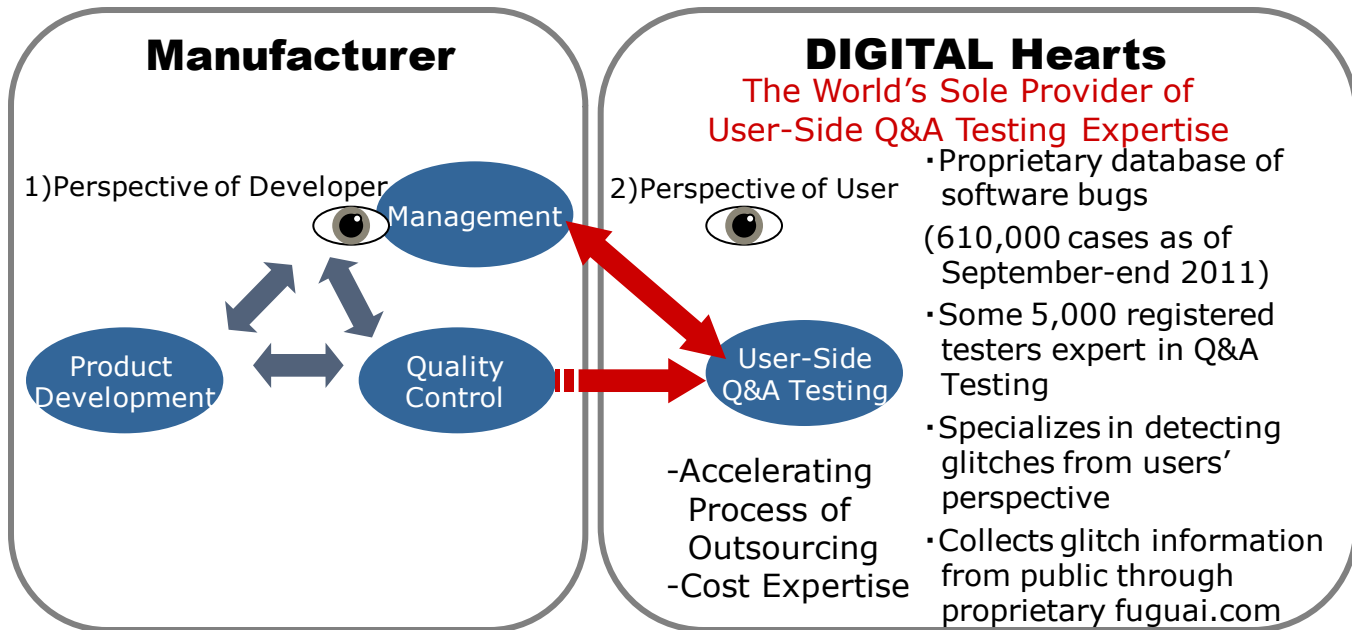 Manufacturer
1)Perspective of Developer
Management
Product
Development
Quality
Control
DIGITAL Hearts
The World's Sole Provider of
User-Side Q&A Testing Expertise
2)Perspective of User
User-Side
Q&A Testing
-Accelerating
Process of
Outsourcing
-Cost Expertise
・Proprietary database of
software bugs
(610,000 cases as of
September-end 2011)
・Some 5,000 registered
testers expert in Q&A
Testing
・Specializes in detecting
glitches from users'
perspective
・Collects glitch information
from public through
proprietary fuguai.com